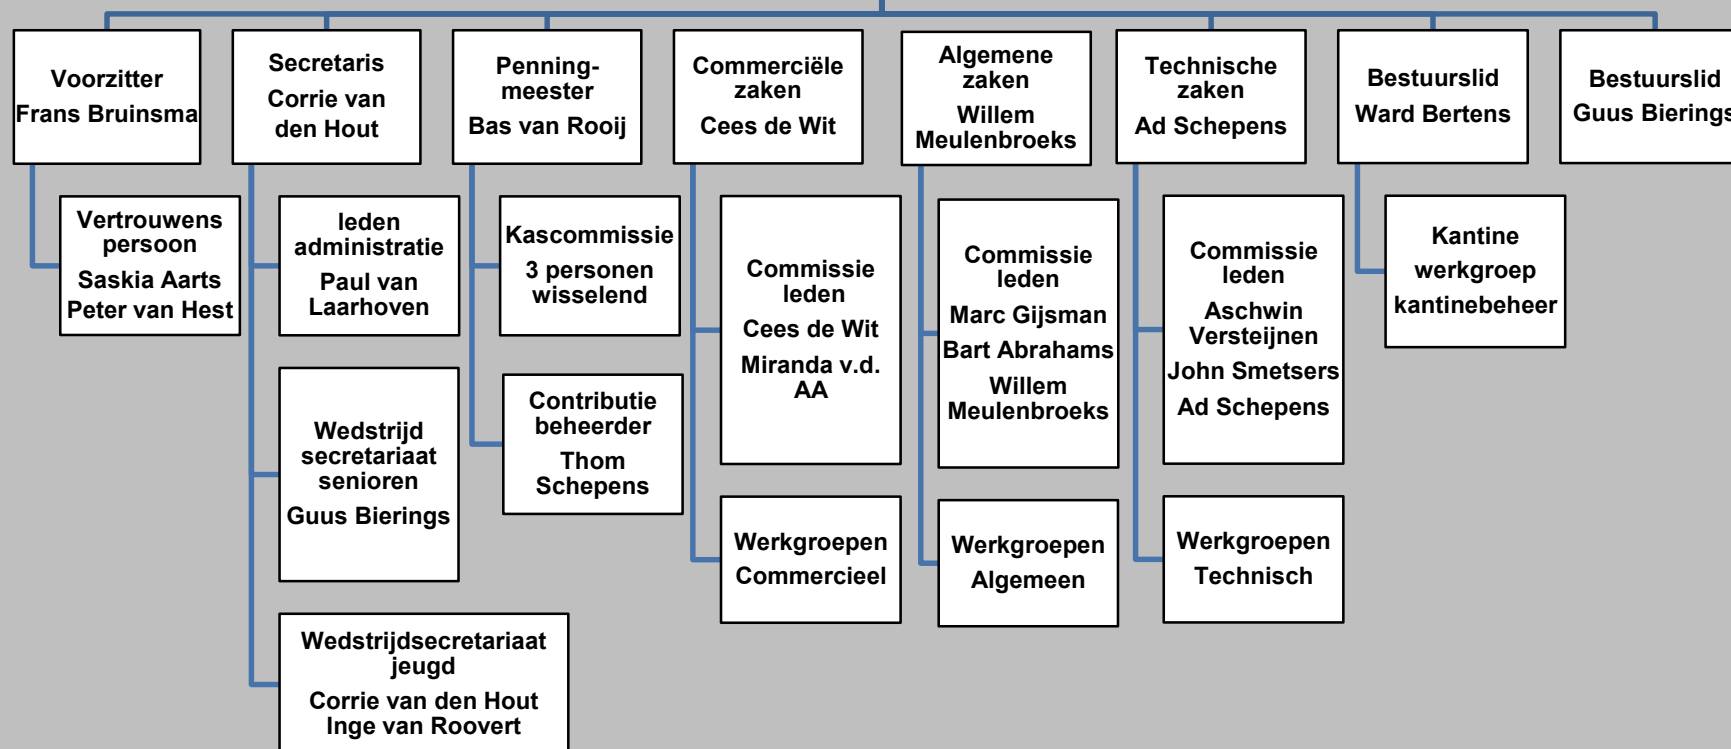 Voorzitter
Frans Bruinsma
Secretaris
Corrie van
den Hout
Penning-
meester
Bas van Rooij
Commerciële
zaken
Cees de Wit
Algemene
zaken
Willem
Meulenbroeks
Technische
zaken
Ad Schepens
Bestuurslid
Ward Bertens
Bestuurslid
Guus Bierings
Vertrouwens
persoon
Saskia Aarts
Peter van Hest
leden
administratie
Paul van
Laarhoven
Kascommissie
3 personen
wisselend
Commissie
leden
Cees de Wit
Miranda v.d.
AA
Commissie
leden
Marc Gijsman
Bart Abrahams
Willem
Meulenbroeks
Commissie
leden
Aschwin
Versteijnen
John Smetsers
Ad Schepens
Kantine
werkgroep
kantinebeheer
Wedstrijd
secretariaat
senioren
Guus Bierings
Contributie
beheerder
Thom
Schepens
Werkgroepen
Commercieel
Werkgroepen
Algemeen
Werkgroepen
Technisch
Wedstrijdsecretariaat
jeugd
Corrie van den Hout
Inge van Roovert